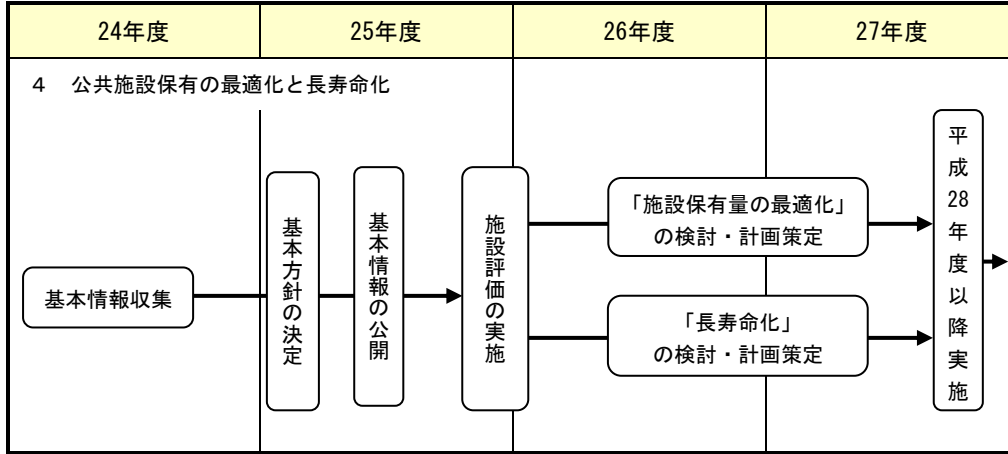 24年度
25年度
26年度
27年度
４　公共施設保有の最適化と長寿命化
基本情報収集
基本方針の決定
基本情報の公開
施設評価の実施
「施設保有量の最適化」
の検討・計画策定
「長寿命化」
の検討・計画策定
平成28年度以降実施